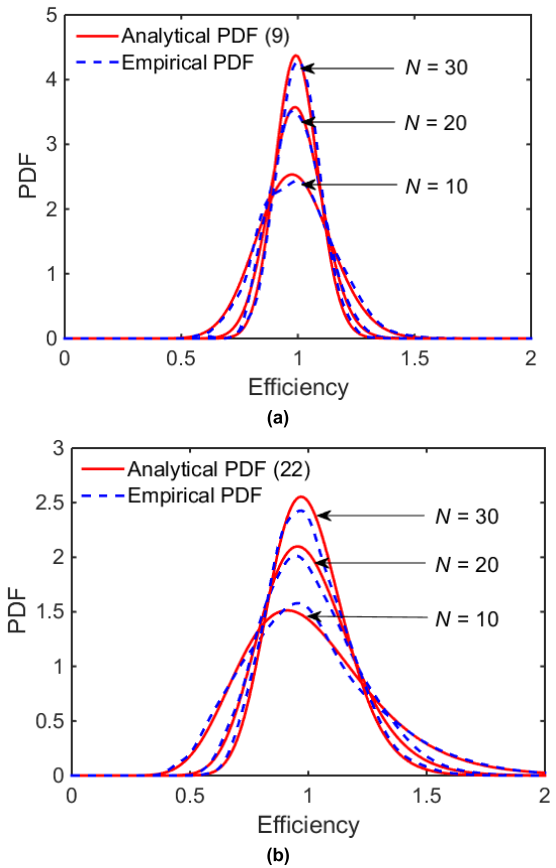 5
4
3
2
1
0
PDF
Analytical PDF (9)
Empirical PDF
N = 30
N = 20
N = 10
0 0.5 1 1.5 2
Efficiency
(a)
3
2.5
2
1.5
1
0.5
0
PDF
Analytical PDF (22)
Empirical PDF
N = 30
N = 20
N = 10
0 0.5 1 1.5 2
Efficiency
(b)